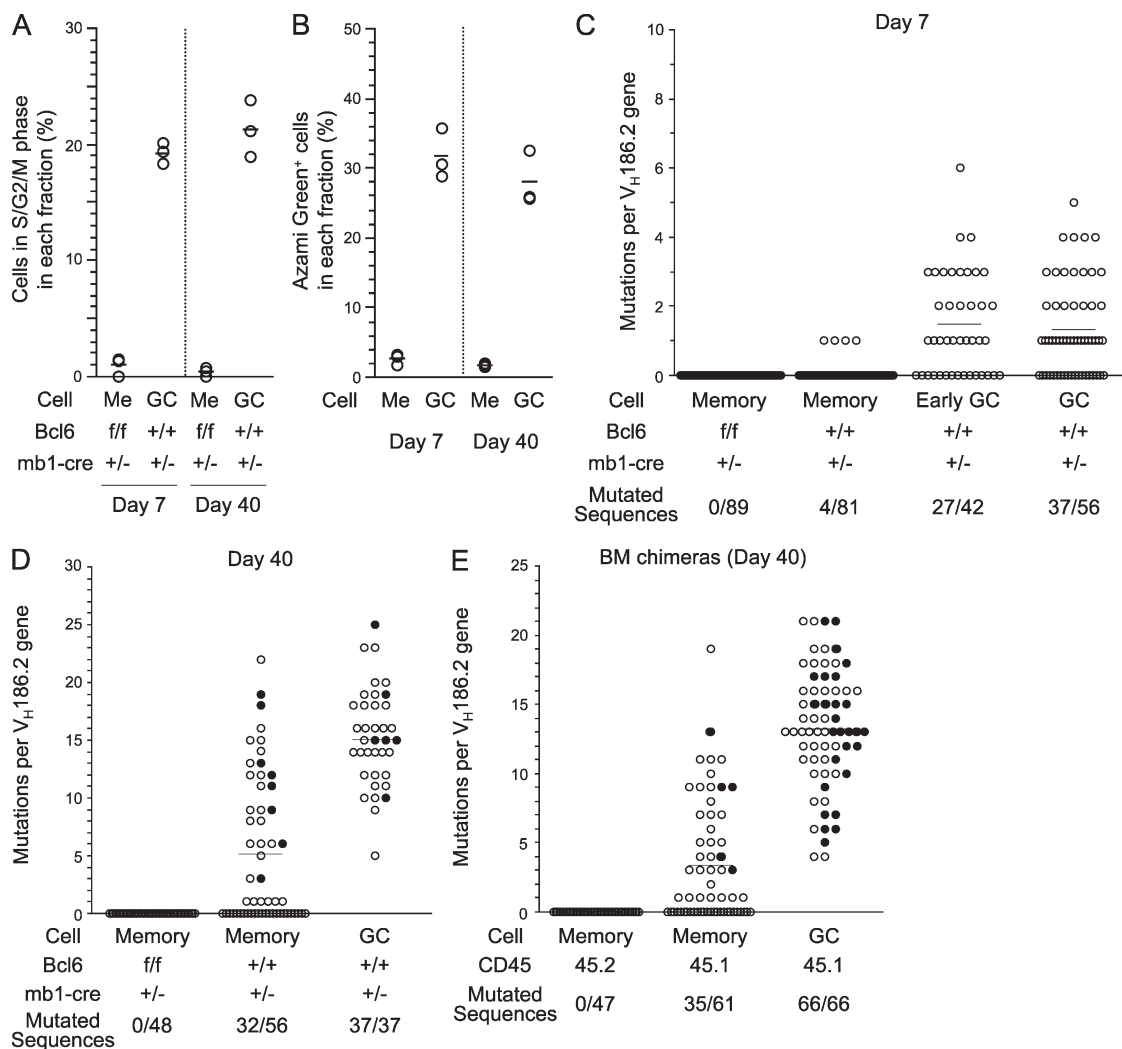 A
30
20
10
0
Cells in S/G2/M phase
in each fraction (%)
Cell Me GC Me GC
Bcl6 f/f +/+ f/f +/+
mb1-cre +/- +/- +/- +/-
Day 7 Day 40
B
50
40
30
20
10
0
Azami Green⁺ cells
in each fraction (%)
Cell Me GC Me GC
Day 7 Day 40
C
Day 7
10
8
6
4
2
0
Mutations per VH186.2 gene
Cell Memory Memory Early GC GC
Bcl6 f/f +/+ +/+ +/+
mb1-cre +/- +/- +/- +/-
Mutated
Sequences 0/89 4/81 27/42 37/56
D
Day 40
30
25
20
15
10
5
0
Mutations per VH186.2 gene
Cell Memory Memory GC
Bcl6 f/f +/+ +/+
mb1-cre +/- +/- +/-
Mutated
Sequences 0/48 32/56 37/37
E
BM chimeras (Day 40)
25
20
15
10
5
0
Mutations per VH186.2 gene
Cell Memory Memory GC
CD45 45.2 45.1 45.1
Mutated
Sequences 0/47 35/61 66/66